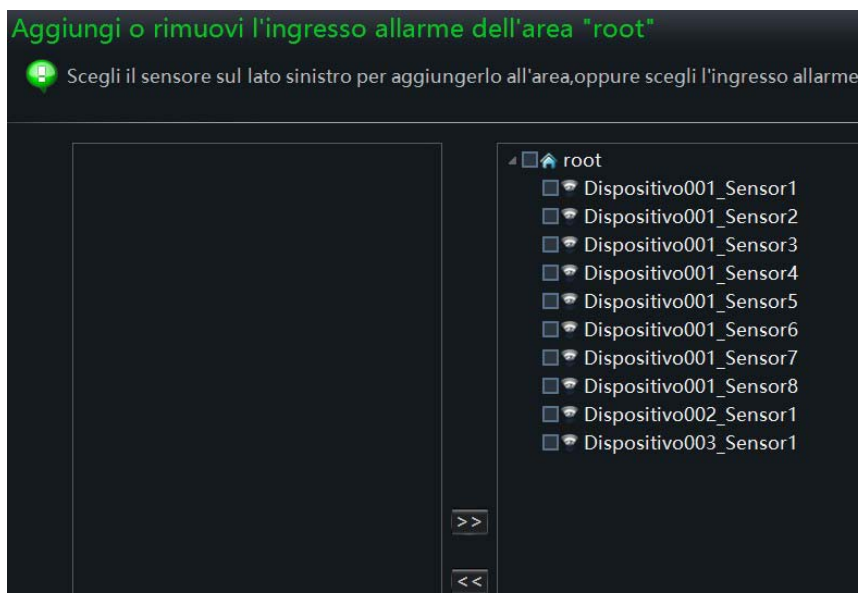 Aggiungi o rimuovi l'ingresso allarme dell'area "root"
Scegli il sensore sul lato sinistro per aggiungerlo all'area,oppure scegli l'ingresso allarme
root
Dispositivo001_Sensor1
Dispositivo001_Sensor2
Dispositivo001_Sensor3
Dispositivo001_Sensor4
Dispositivo001_Sensor5
Dispositivo001_Sensor6
Dispositivo001_Sensor7
Dispositivo001_Sensor8
Dispositivo002_Sensor1
Dispositivo003_Sensor1
>>
<<